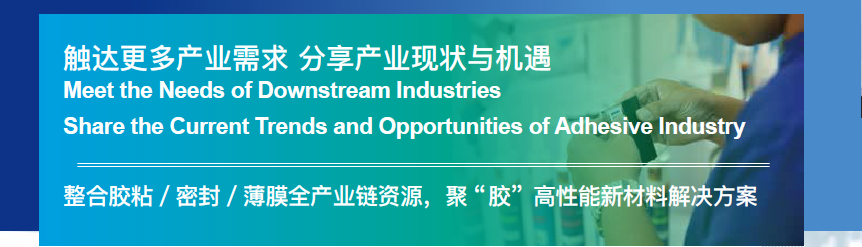 触达更多产业需求 分享产业现状与机遇
Meet the Needs of Downstream Industries
Share the Current Trends and Opportunities of Adhesive Industry
整合胶粘 / 密封 / 薄膜全产业链资源，聚“胶”高性能新材料解决方案